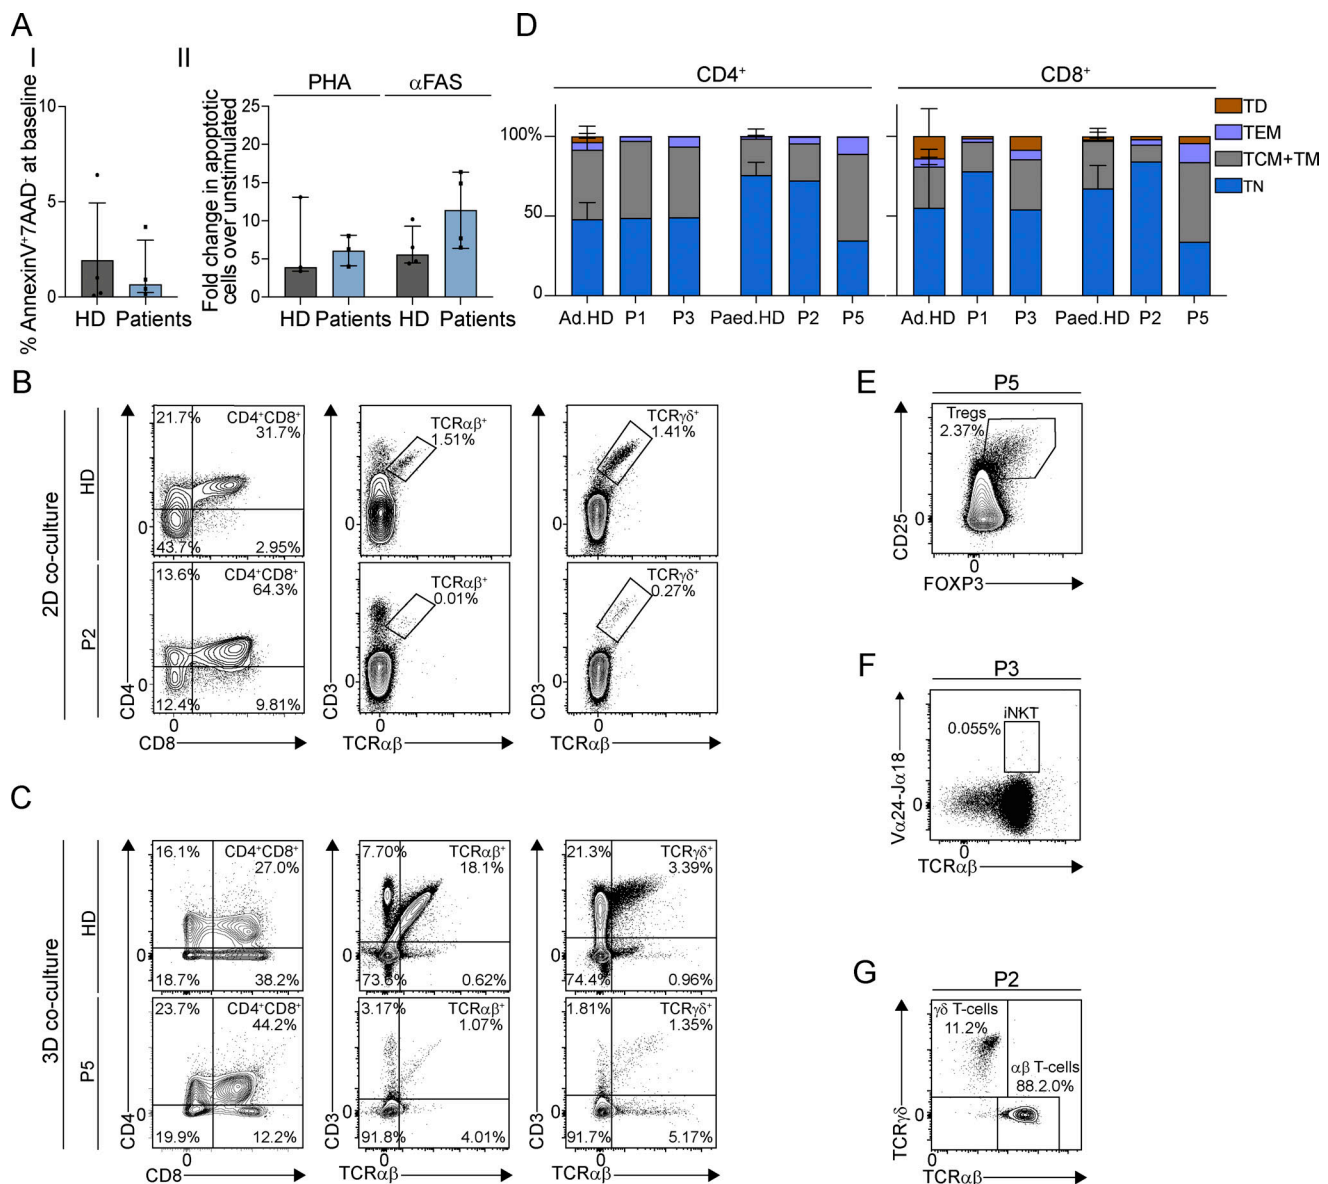 A
I
% AnnexinV⁺7AAD⁻ at baseline
10
5
0
HD Patients
II
Fold change in apoptotic
cells over unstimulated
PHA αFAS
25
20
15
10
5
0
HD Patients HD Patients
D
CD4⁺ CD8⁺
100%
50
0
Ad.HD P1 P3 Paed.HD P2 P5
Ad.HD P1 P3 Paed.HD P2 P5
TD
TEM
TCM+TM
TN
B
2D co-culture
HD
21.7% CD4⁺CD8⁺
31.7%
0
43.7% 2.95%
TCRαβ⁺
1.51%
0
TCRγδ⁺
1.41%
0
P2
13.6% CD4⁺CD8⁺
64.3%
0
12.4% 9.81%
CD4
0
CD8
TCRαβ⁺
0.01%
0
CD3
0
TCRαβ
TCRγδ⁺
0.27%
0
CD3
0
TCRαβ
C
3D co-culture
HD
16.1% CD4⁺CD8⁺
27.0%
0
18.7% 38.2%
7.70% TCRαβ⁺
18.1%
0
73.6% 0.62%
21.3% TCRγδ⁺
3.39%
0
74.4% 0.96%
P5
23.7% CD4⁺CD8⁺
44.2%
0
19.9% 12.2%
CD4
0
CD8
3.17% TCRαβ⁺
1.07%
0
91.8% 4.01%
CD3
0
TCRαβ
1.81% TCRγδ⁺
1.35%
0
91.7% 5.17%
CD3
0
TCRαβ
E
P5
Tregs
2.37%
CD25
0
0
FOXP3
F
P3
iNKT
0.055%
Vα24-Jα18
0
0
TCRαβ
G
P2
γδ T-cells
11.2%
αβ T-cells
88.2.0%
TCRγδ
0
0
TCRαβ